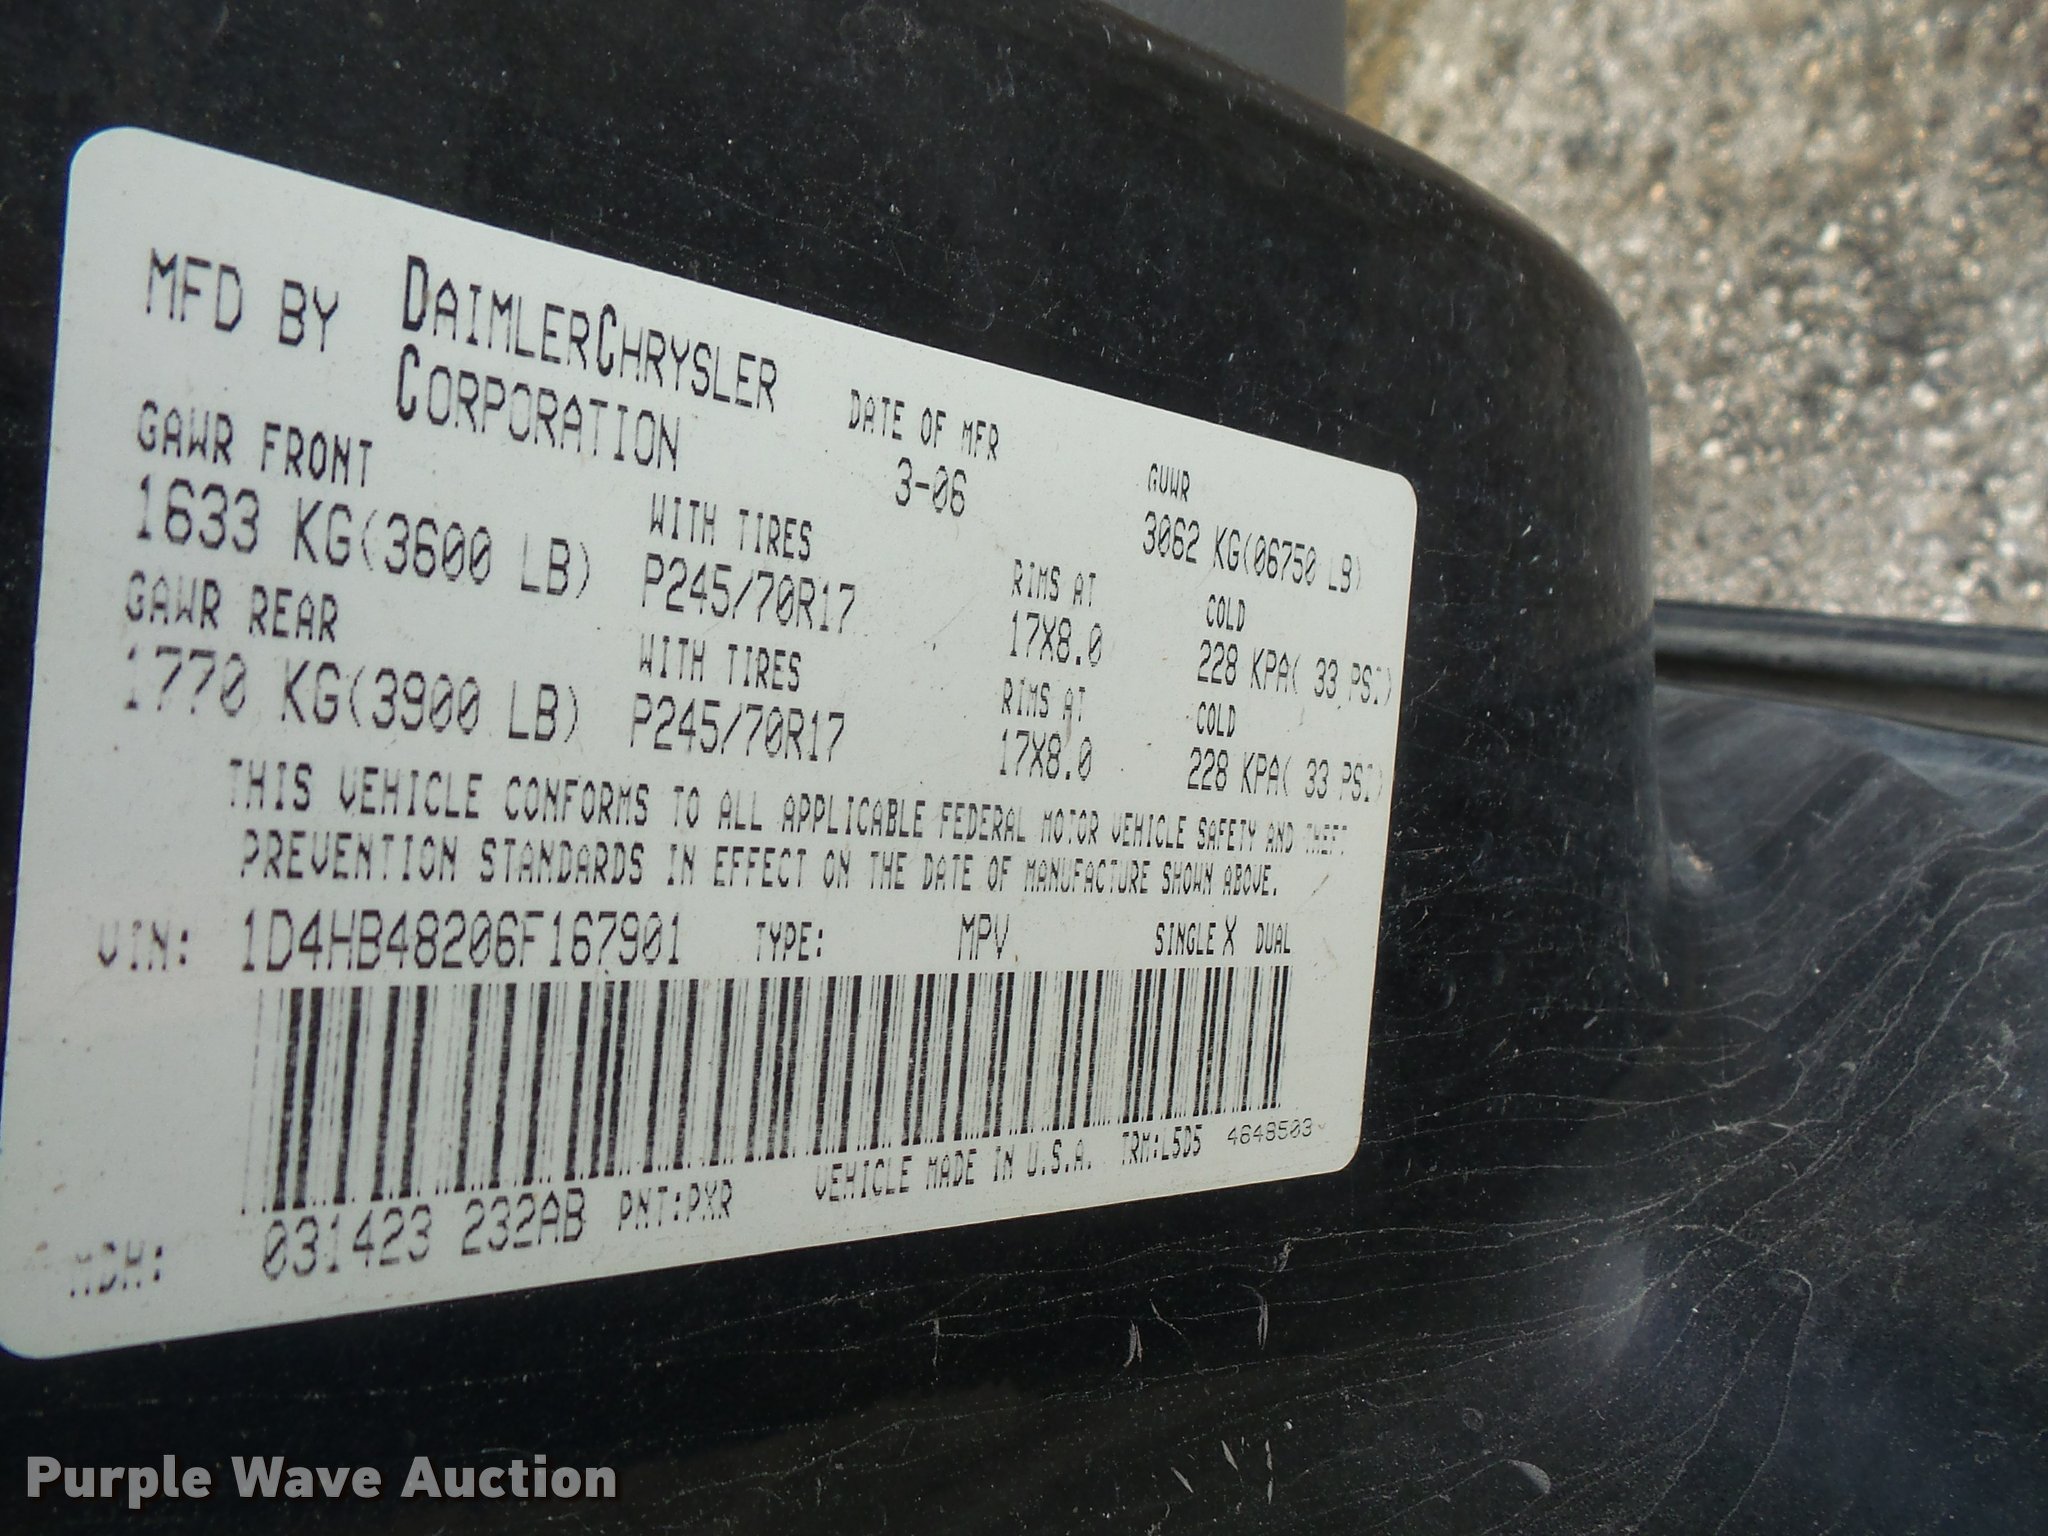 MFD BY DAIMLERCHRYSLER CORPORATION
DATE OF MFR 3-06
GVWR 3062 KG(06750 LB)
GAWR FRONT WITH TIRES RIMS AT COLD
1633 KG(3600 LB) P245/70R17 17X8.0 228 KPA( 33 PSI)
GAWR REAR WITH TIRES RIMS AT COLD
1770 KG(3900 LB) P245/70R17 17X8.0 228 KPA( 33 PSI)
THIS VEHICLE CONFORMS TO ALL APPLICABLE FEDERAL MOTOR VEHICLE SAFETY AND THEFT
PREVENTION STANDARDS IN EFFECT ON THE DATE OF MANUFACTURE SHOWN ABOVE.
VIN: 1D4HB48206F167901 TYPE: MPV SINGLE X DUAL
MDH: 031423 232AB PNT:PXR VEHICLE MADE IN U.S.A. TRM:L5D5 4648503
Purple Wave Auction